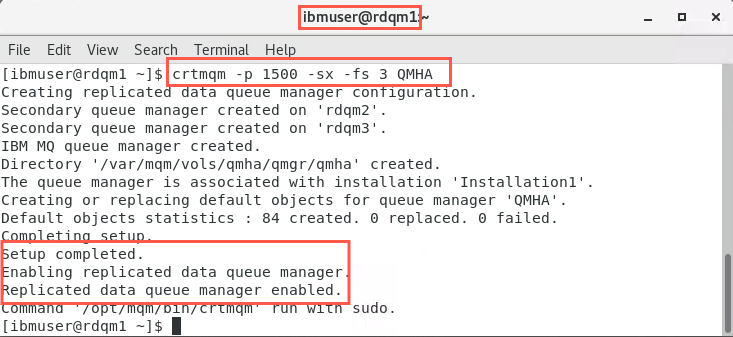 ibmuser@rdqm1:~
File Edit View Search Terminal Help
[ibmuser@rdqm1 ~]$ crtmqm -p 1500 -sx -fs 3 QMHA
Creating replicated data queue manager configuration.
Secondary queue manager created on 'rdqm2'.
Secondary queue manager created on 'rdqm3'.
IBM MQ queue manager created.
Directory '/var/mqm/vols/qmha/qmgr/qmha' created.
The queue manager is associated with installation 'Installation1'.
Creating or replacing default objects for queue manager 'QMHA'.
Default objects statistics : 84 created. 0 replaced. 0 failed.
Completing setup.
Setup completed.
Enabling replicated data queue manager.
Replicated data queue manager enabled.
Command '/opt/mqm/bin/crtmqm' run with sudo.
[ibmuser@rdqm1 ~]$